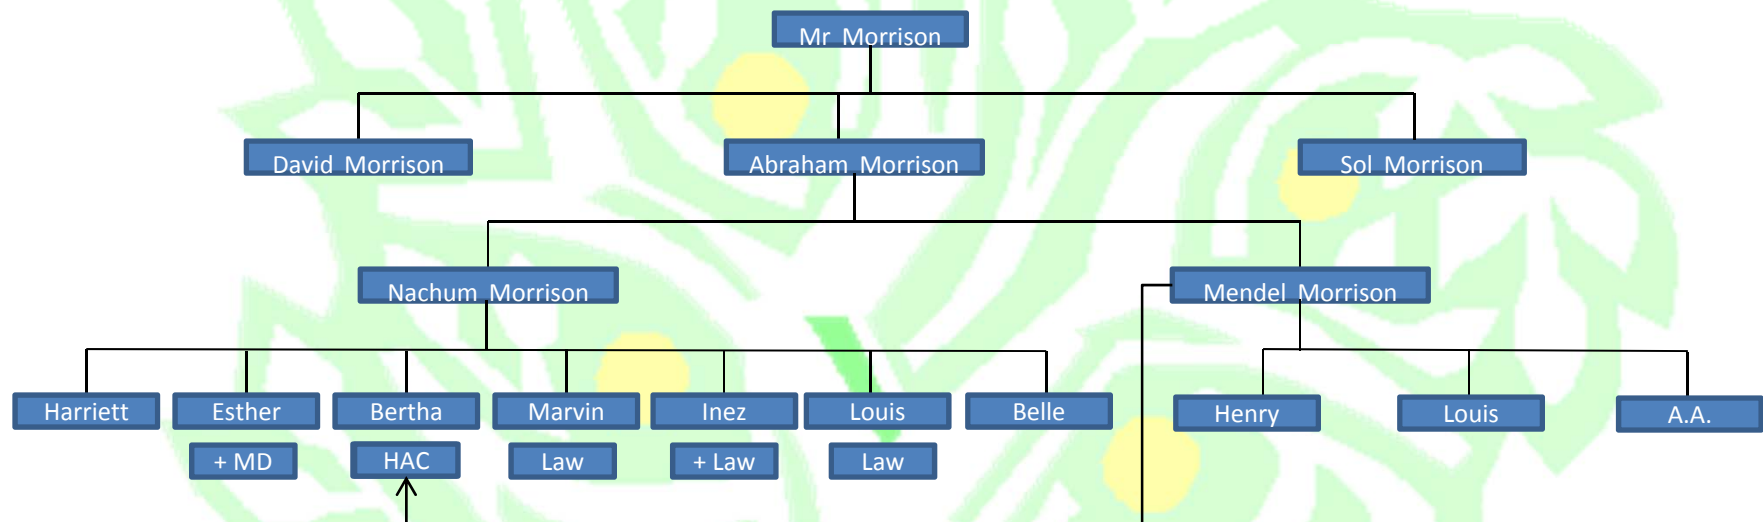 Mr Morrison
David Morrison
Abraham Morrison
Sol Morrison
Nachum Morrison
Mendel Morrison
Harriett
Esther
Bertha
Marvin
Inez
Louis
Belle
Henry
Louis
A.A.
+ MD
HAC
Law
+ Law
Law